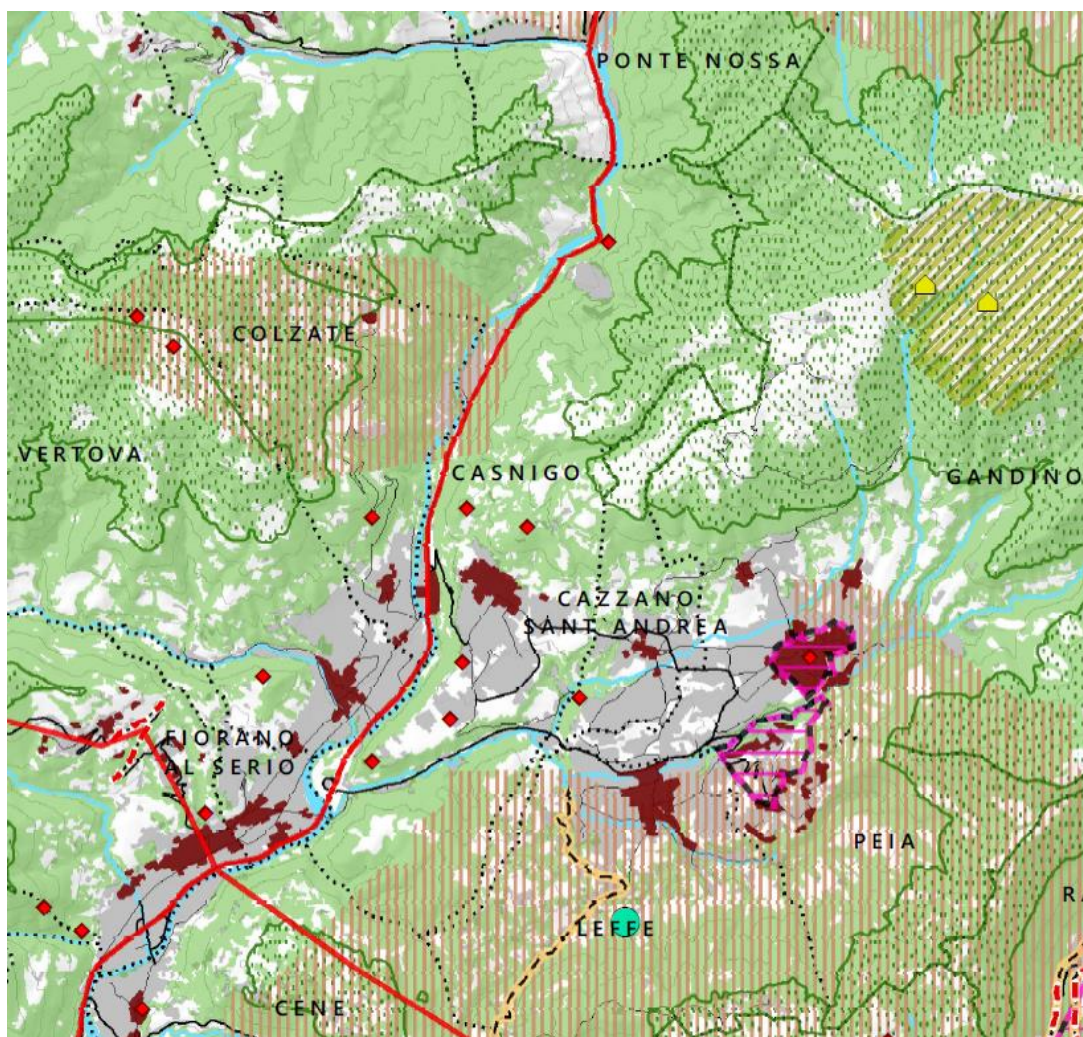 PONTE NOSSA
COLZATE
VERTOVA
CASNIGO
GANDINO
CAZZANO
SANT ANDREA
FIORANO
AL SERIO
PEIA
R
LEFFE
CENE